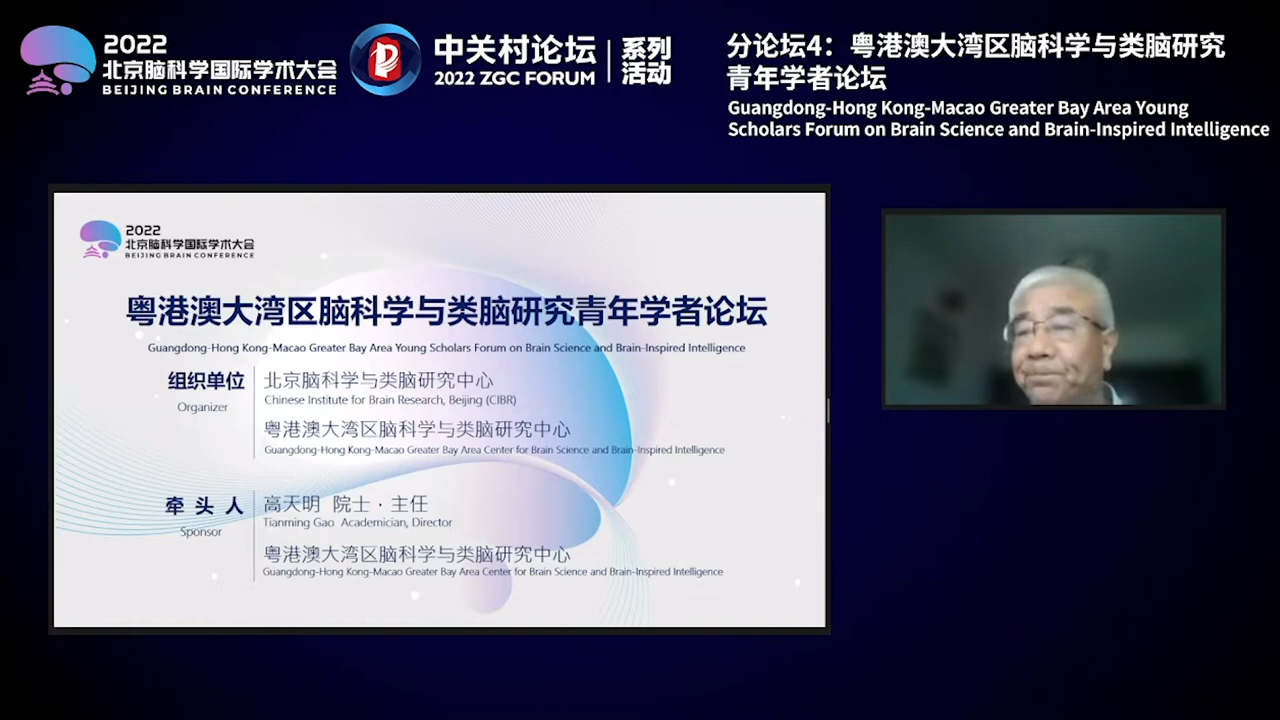 2022
北京脑科学国际学术大会
BEIJING BRAIN CONFERENCE
中关村论坛
2022 ZGC FORUM
系列
活动
分论坛4：粤港澳大湾区脑科学与类脑研究
青年学者论坛
Guangdong-Hong Kong-Macao Greater Bay Area Young
Scholars Forum on Brain Science and Brain-Inspired Intelligence
2022
北京脑科学国际学术大会
BEIJING BRAIN CONFERENCE
粤港澳大湾区脑科学与类脑研究青年学者论坛
Guangdong-Hong Kong-Macao Greater Bay Area Young Scholars Forum on Brain Science and Brain-Inspired Intelligence
组织单位
Organizer
北京脑科学与类脑研究中心
Chinese Institute for Brain Research, Beijing (CIBR)
粤港澳大湾区脑科学与类脑研究中心
Guangdong-Hong Kong-Macao Greater Bay Area Center for Brain Science and Brain-Inspired Intelligence
牵 头 人
Sponsor
高天明 院士，主任
Tianming Gao Academician, Director
粤港澳大湾区脑科学与类脑研究中心
Guangdong-Hong Kong-Macao Greater Bay Area Center for Brain Science and Brain-Inspired Intelligence